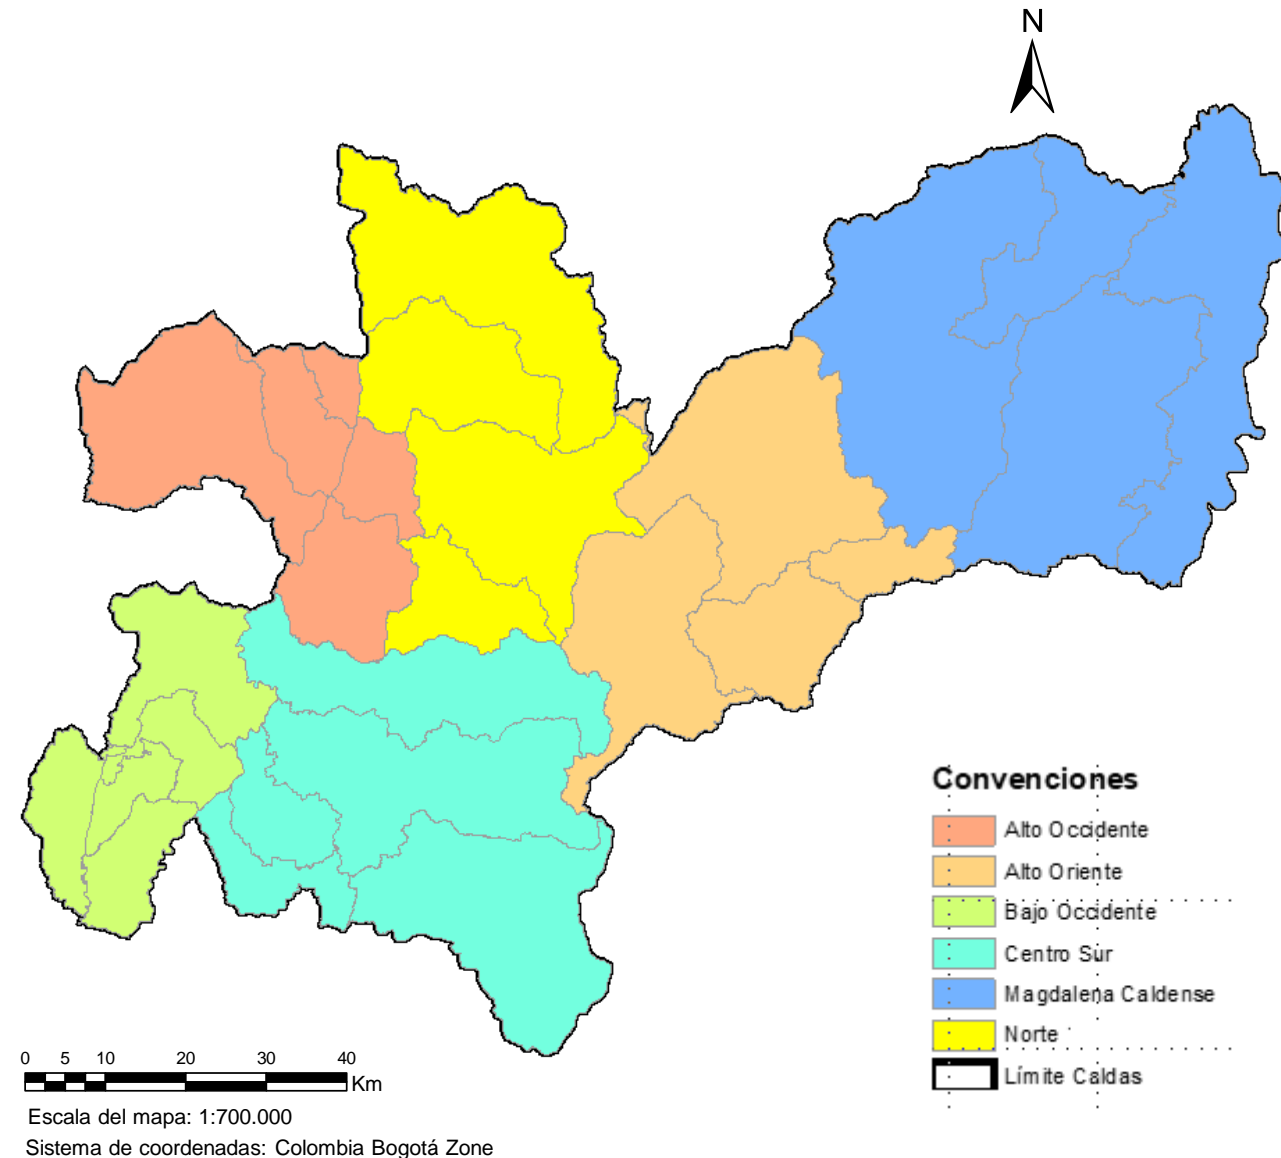 N
Convenciones
Alto Occidente
Alto Oriente
Bajo Occidente
Centro Sur
Magdalena Caldense
Norte
Límite Caldas
0 5 10 20 30 40
Km
Escala del mapa: 1:700.000
Sistema de coordenadas: Colombia Bogotá Zone